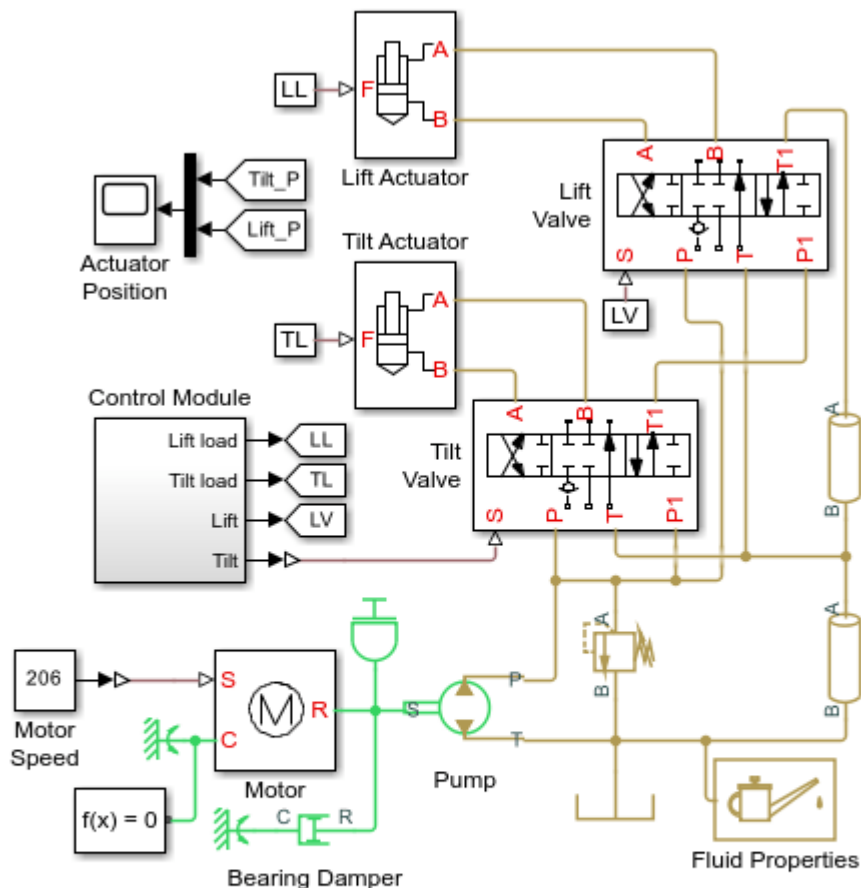 A
LL
F
B
A
B
T1
Lift Actuator
Lift
Valve
Tilt_P
Lift_P
Tilt Actuator
Actuator
Position
S
P
T
P1
A
LV
TL
F
B
Control Module
A
B
T1
A
Lift load
LL
Tilt
Valve
Tilt load
TL
Lift
LV
B
S
P
T
P1
Tilt
A
A
206
S
P
B
M
R
S
B
Motor
Speed
C
T
Motor
Pump
f(x) = 0
C
R
Fluid Properties
Bearing Damper